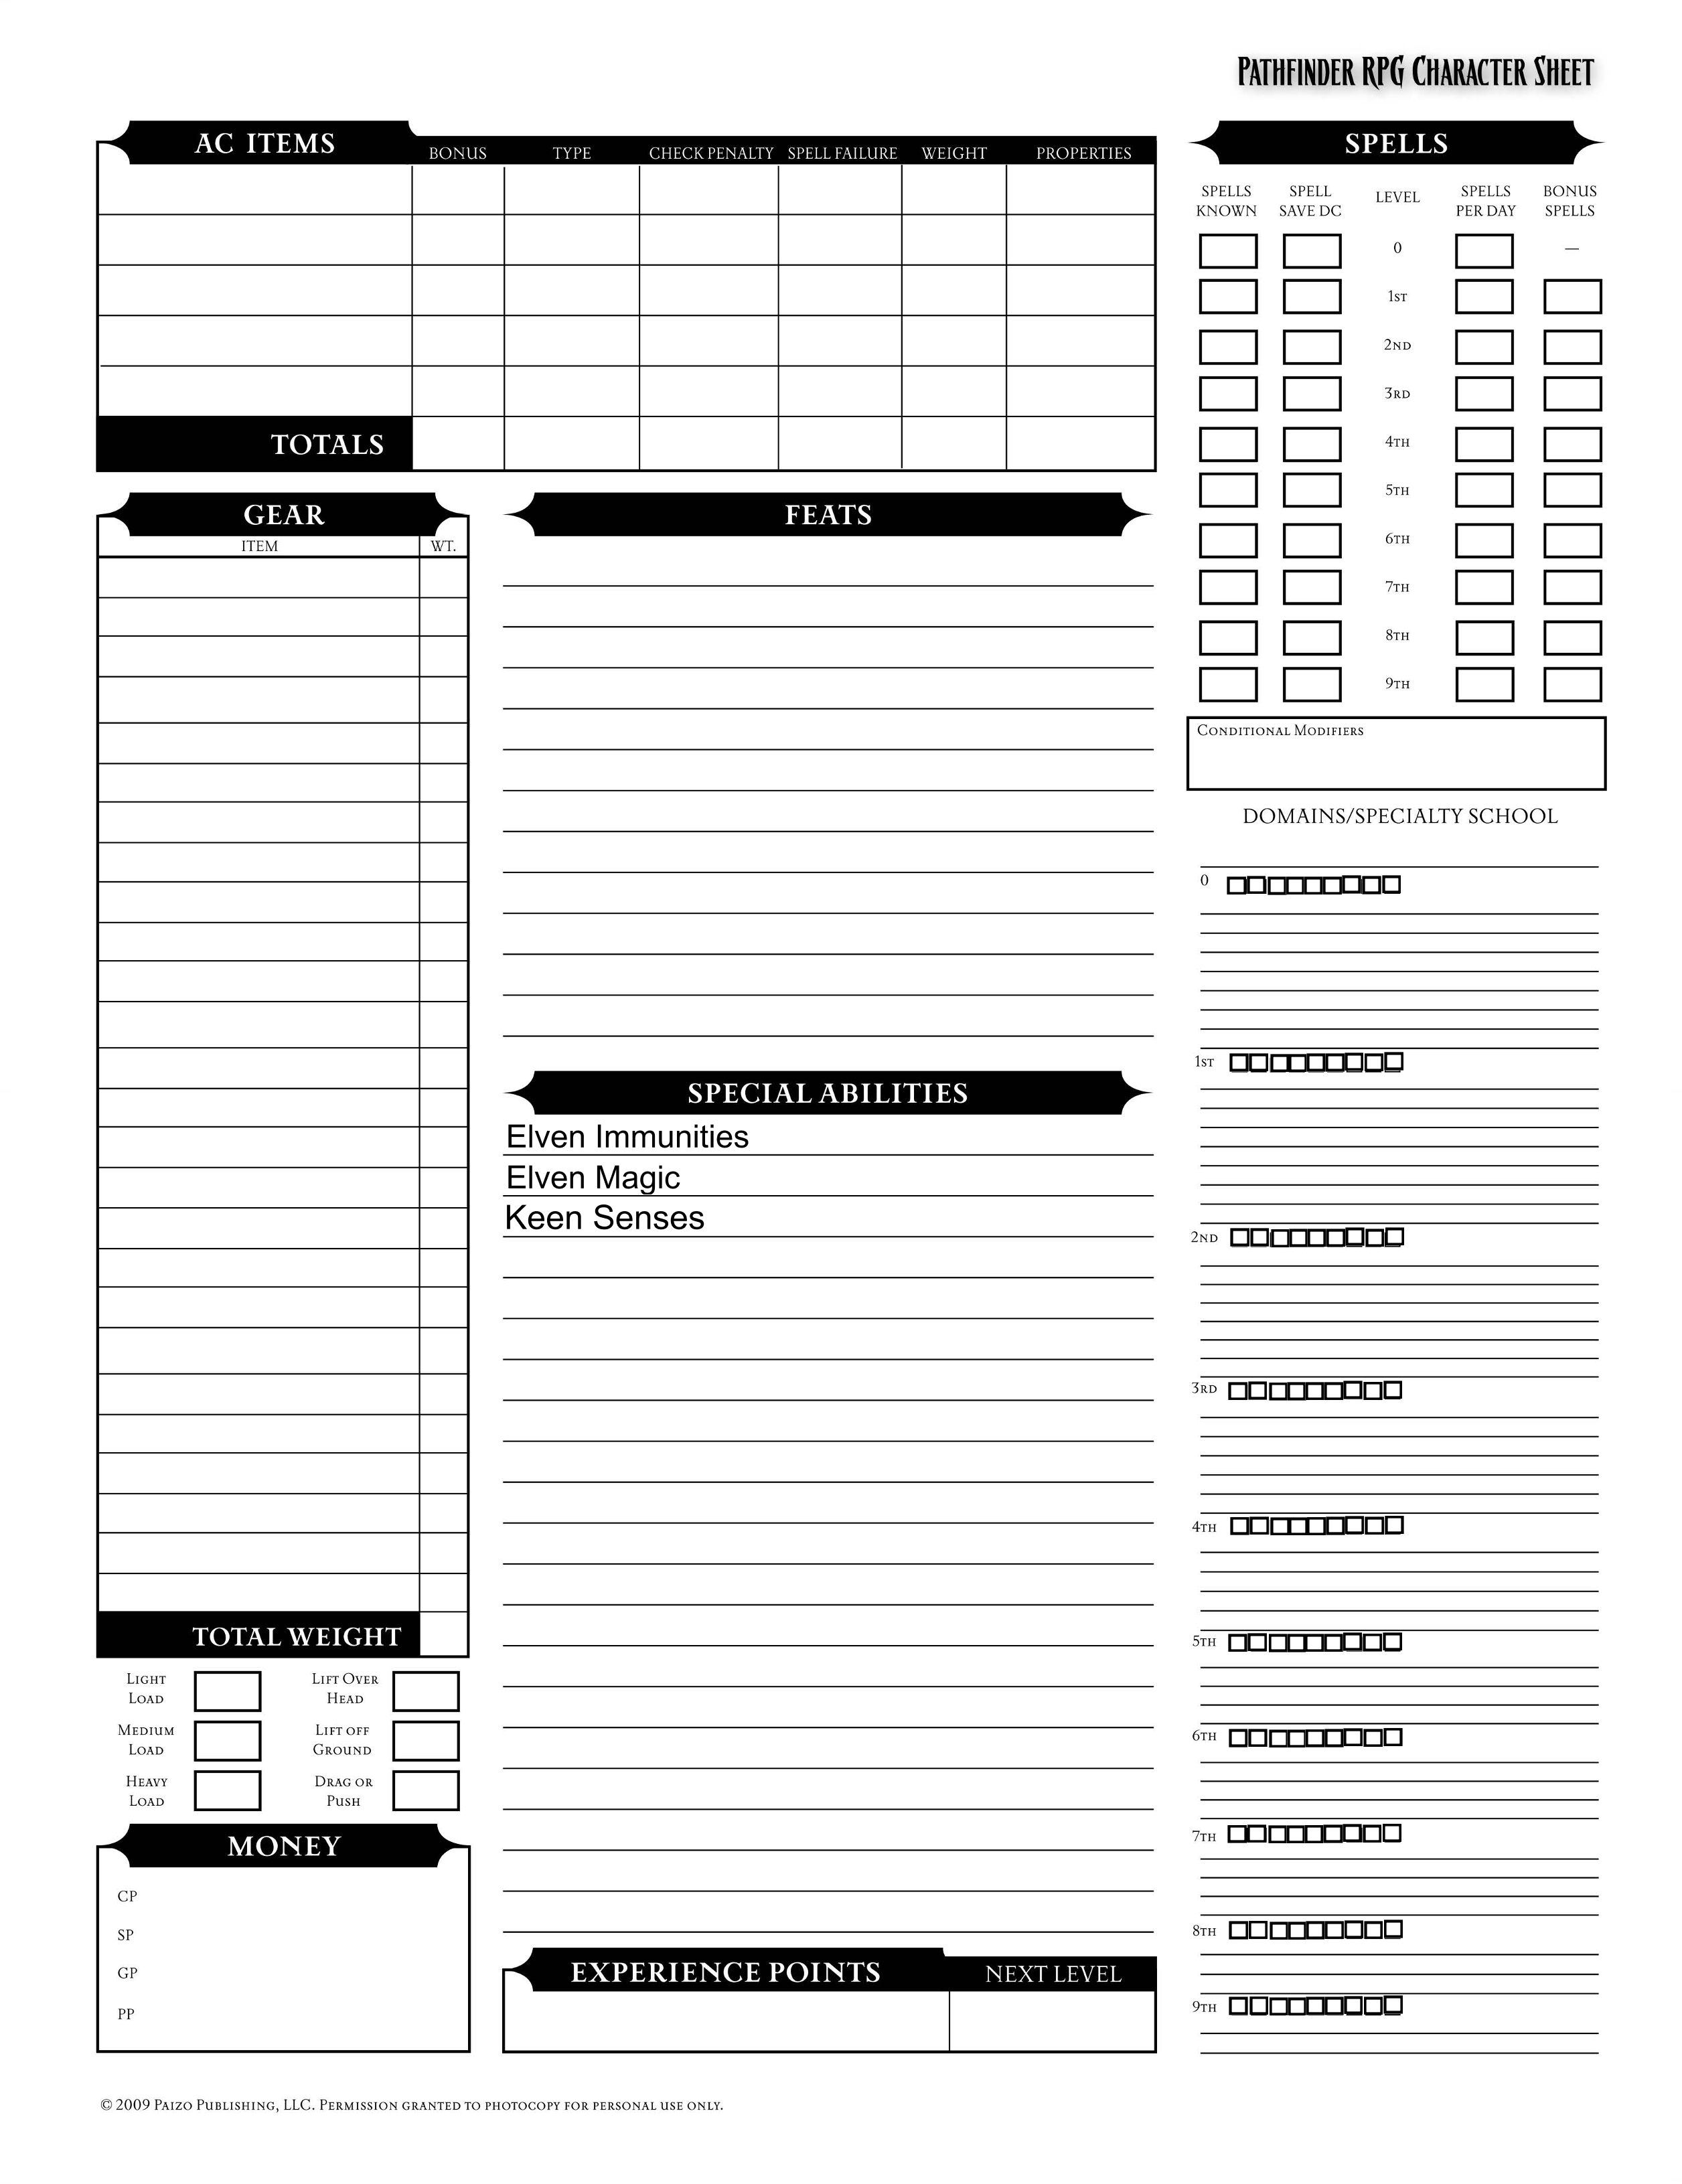 PATHFINDER RPG CHARACTER SHEET
AC ITEMS BONUS TYPE CHECK PENALTY SPELL FAILURE WEIGHT PROPERTIES
TOTALS
GEAR
ITEM WT.
TOTAL WEIGHT
LIGHT LOAD
LIFT OVER HEAD
MEDIUM LOAD
LIFT OFF GROUND
HEAVY LOAD
DRAG OR PUSH
MONEY
CP
SP
GP
PP
FEATS
SPECIAL ABILITIES
Elven Immunities
Elven Magic
Keen Senses
EXPERIENCE POINTS NEXT LEVEL
SPELLS
SPELLS KNOWN
SPELL SAVE DC
LEVEL
SPELLS PER DAY
BONUS SPELLS
0 —
1ST
2ND
3RD
4TH
5TH
6TH
7TH
8TH
9TH
CONDITIONAL MODIFIERS
DOMAINS/SPECIALTY SCHOOL
0
1ST
2ND
3RD
4TH
5TH
6TH
7TH
8TH
9TH
© 2009 PAIZO PUBLISHING, LLC. PERMISSION GRANTED TO PHOTOCOPY FOR PERSONAL USE ONLY.